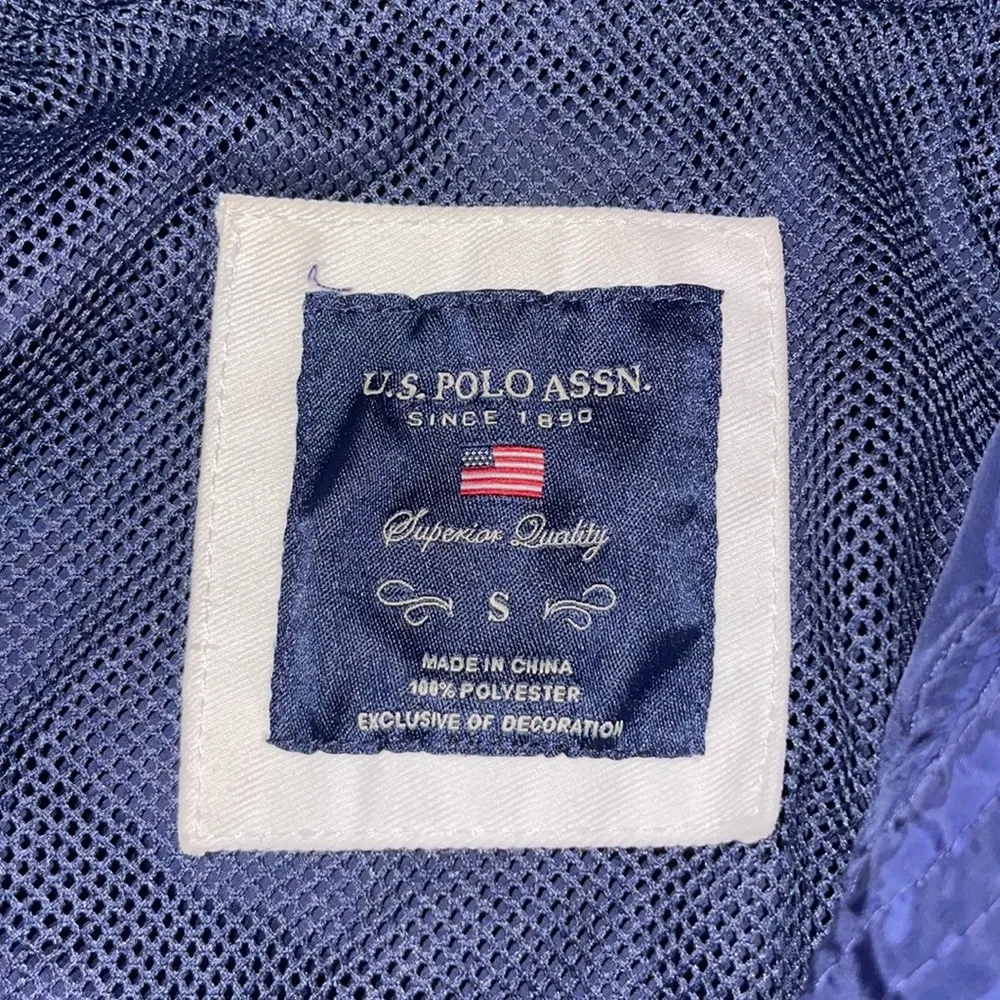 U.S. POLO ASSN.
SINCE 1890
Superior Quality
S
MADE IN CHINA
100% POLYESTER
EXCLUSIVE OF DECORATION